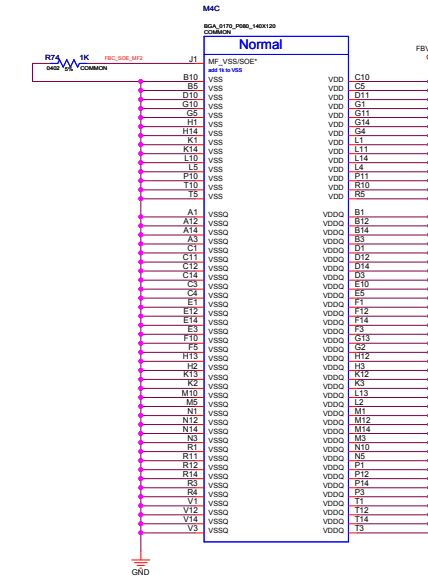 M4C
BGA_0170_P080_140X120
COMMON
Normal
FBV
R74 1K FBC_SOE_MF2 J1 MF_VSS/SOE*
0402 5% COMMON add 1k to VSS
B10 VSS VDD C10
B5 VSS VDD C5
D10 VSS VDD D11
G10 VSS VDD G1
G5 VSS VDD G11
H1 VSS VDD G14
H14 VSS VDD G4
K1 VSS VDD L1
K14 VSS VDD L11
L10 VSS VDD L14
L5 VSS VDD L4
P10 VSS VDD P11
T10 VSS VDD R10
T5 VSS VDD R5
A1 VSSQ VDDQ B1
A12 VSSQ VDDQ B12
A14 VSSQ VDDQ B14
A3 VSSQ VDDQ B3
C1 VSSQ VDDQ D1
C11 VSSQ VDDQ D12
C12 VSSQ VDDQ D14
C14 VSSQ VDDQ D3
C3 VSSQ VDDQ E10
C4 VSSQ VDDQ E5
E1 VSSQ VDDQ F1
E12 VSSQ VDDQ F12
E14 VSSQ VDDQ F14
E3 VSSQ VDDQ F3
F10 VSSQ VDDQ G13
F5 VSSQ VDDQ G2
H13 VSSQ VDDQ H12
H2 VSSQ VDDQ H3
K13 VSSQ VDDQ K12
K2 VSSQ VDDQ K3
M10 VSSQ VDDQ L13
M5 VSSQ VDDQ L2
N1 VSSQ VDDQ M1
N12 VSSQ VDDQ M12
N14 VSSQ VDDQ M14
N3 VSSQ VDDQ M3
R1 VSSQ VDDQ N10
R11 VSSQ VDDQ N5
R12 VSSQ VDDQ P1
R14 VSSQ VDDQ P12
R3 VSSQ VDDQ P14
R4 VSSQ VDDQ P3
V1 VSSQ VDDQ T1
V12 VSSQ VDDQ T12
V14 VSSQ VDDQ T14
V3 VSSQ VDDQ T3
GND